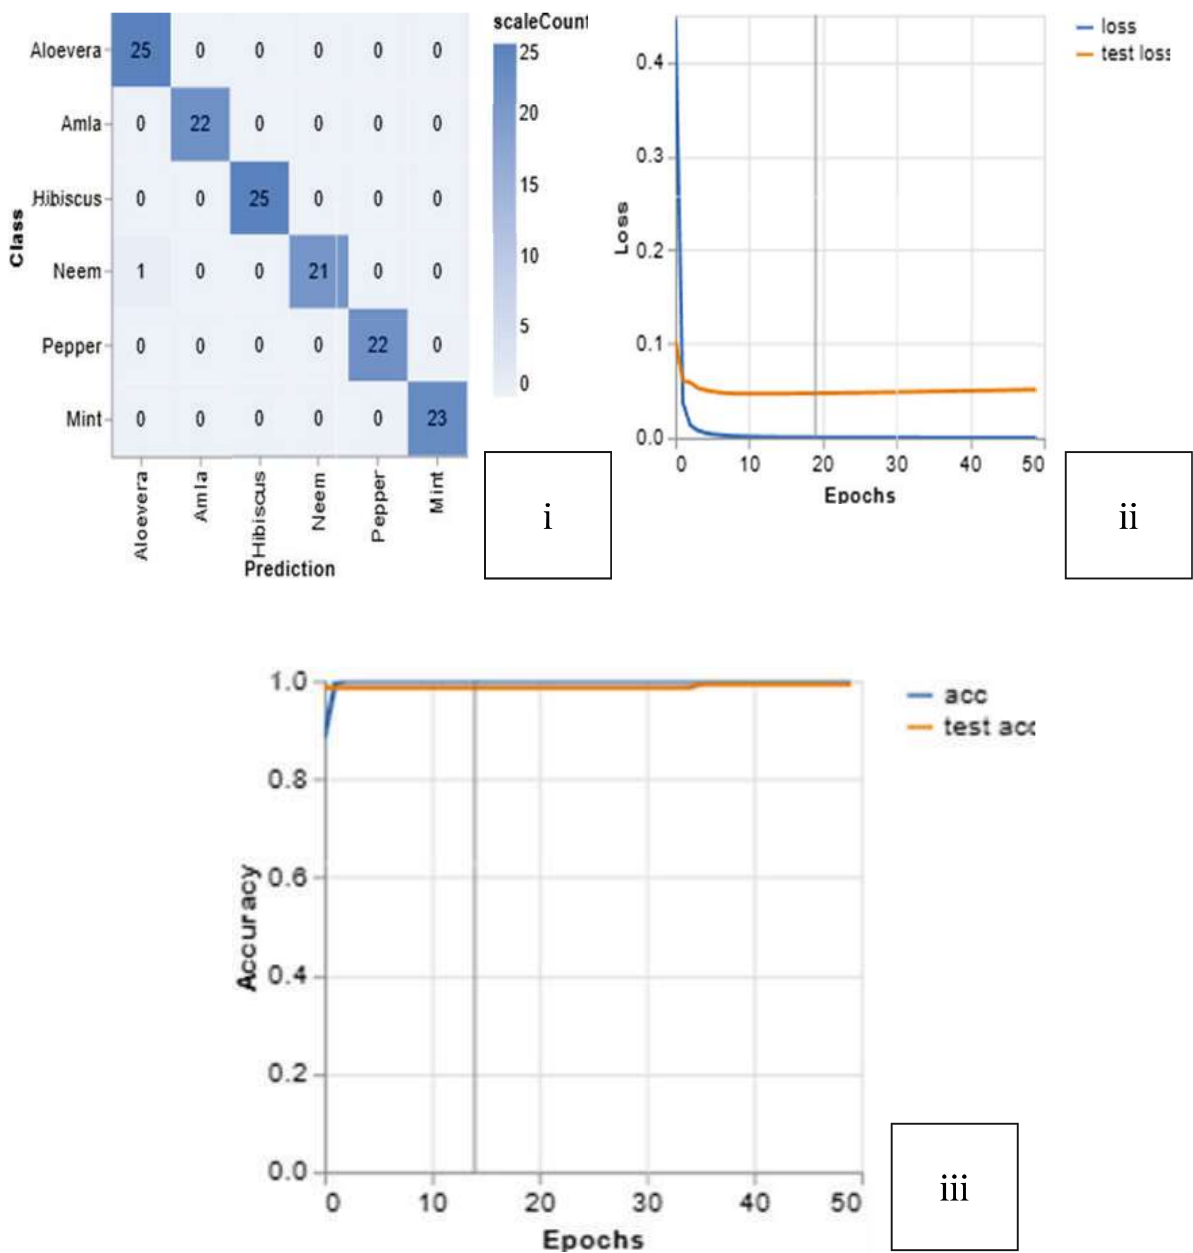 scaleCount
Aloevera 25 0 0 0 0 0
Amla 0 22 0 0 0 0
Hibiscus 0 0 25 0 0 0
Neem 1 0 0 21 0 0
Pepper 0 0 0 0 22 0
Mint 0 0 0 0 0 23
Class
Aloevera Amla Hibiscus Neem Pepper Mint
Prediction
25
20
15
10
5
0
i
loss
test loss
0.4
0.3
0.2
0.1
0.0
Loss
0 10 20 30 40 50
Epochs
ii
1.0
0.8
0.6
0.4
0.2
0.0
Accuracy
0 10 20 30 40 50
Epochs
acc
test acc
iii